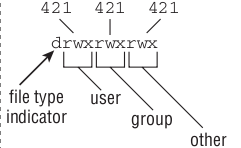 421 421 421
drwxrwxrwx
file type
indicator
user
group
other